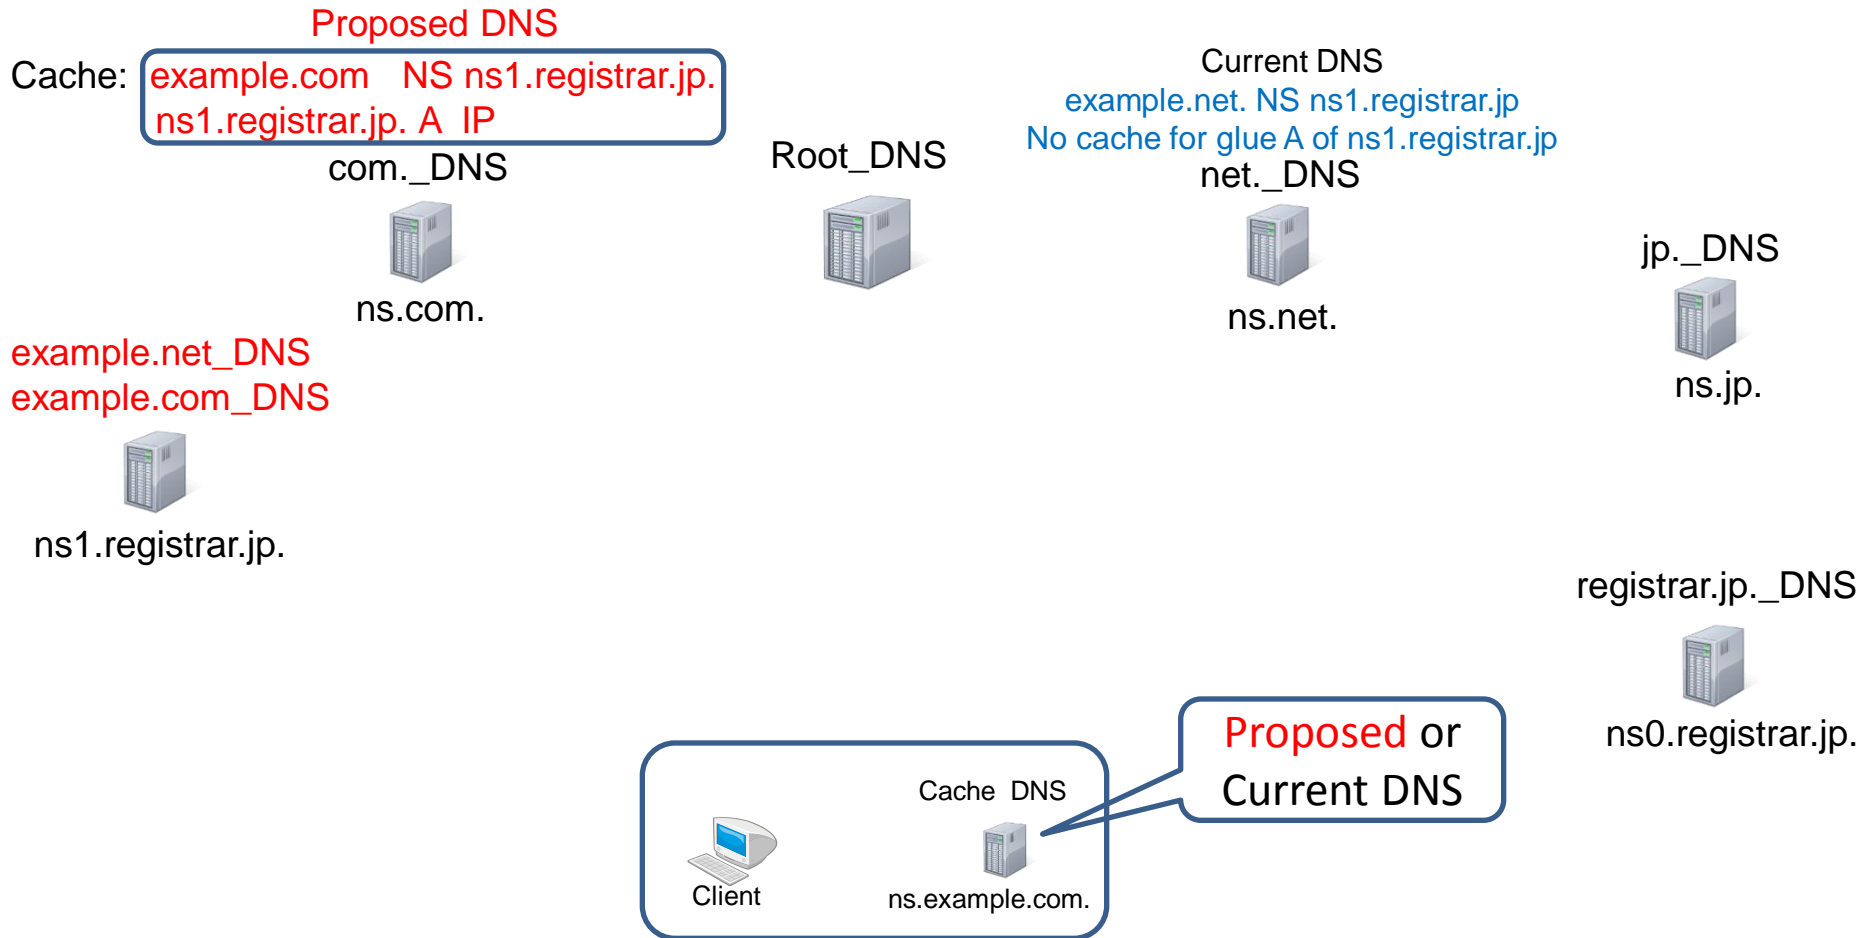 Proposed DNS
Cache: example.com NS ns1.registrar.jp.
ns1.registrar.jp. A IP
com._DNS
ns.com.
Root_DNS
Current DNS
example.net. NS ns1.registrar.jp
No cache for glue A of ns1.registrar.jp
net._DNS
ns.net.
jp._DNS
ns.jp.
example.net_DNS
example.com_DNS
ns1.registrar.jp.
registrar.jp._DNS
ns0.registrar.jp.
Proposed or
Current DNS
Cache DNS
Client
ns.example.com.